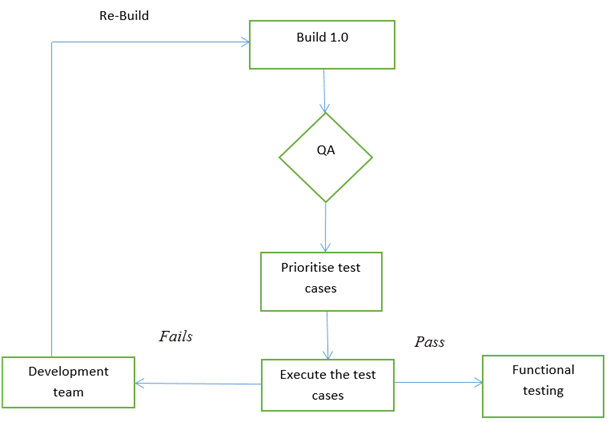 Re-Build
Build 1.0
QA
Prioritise test
cases
Fails
Pass
Development
team
Execute the test
cases
Functional
testing